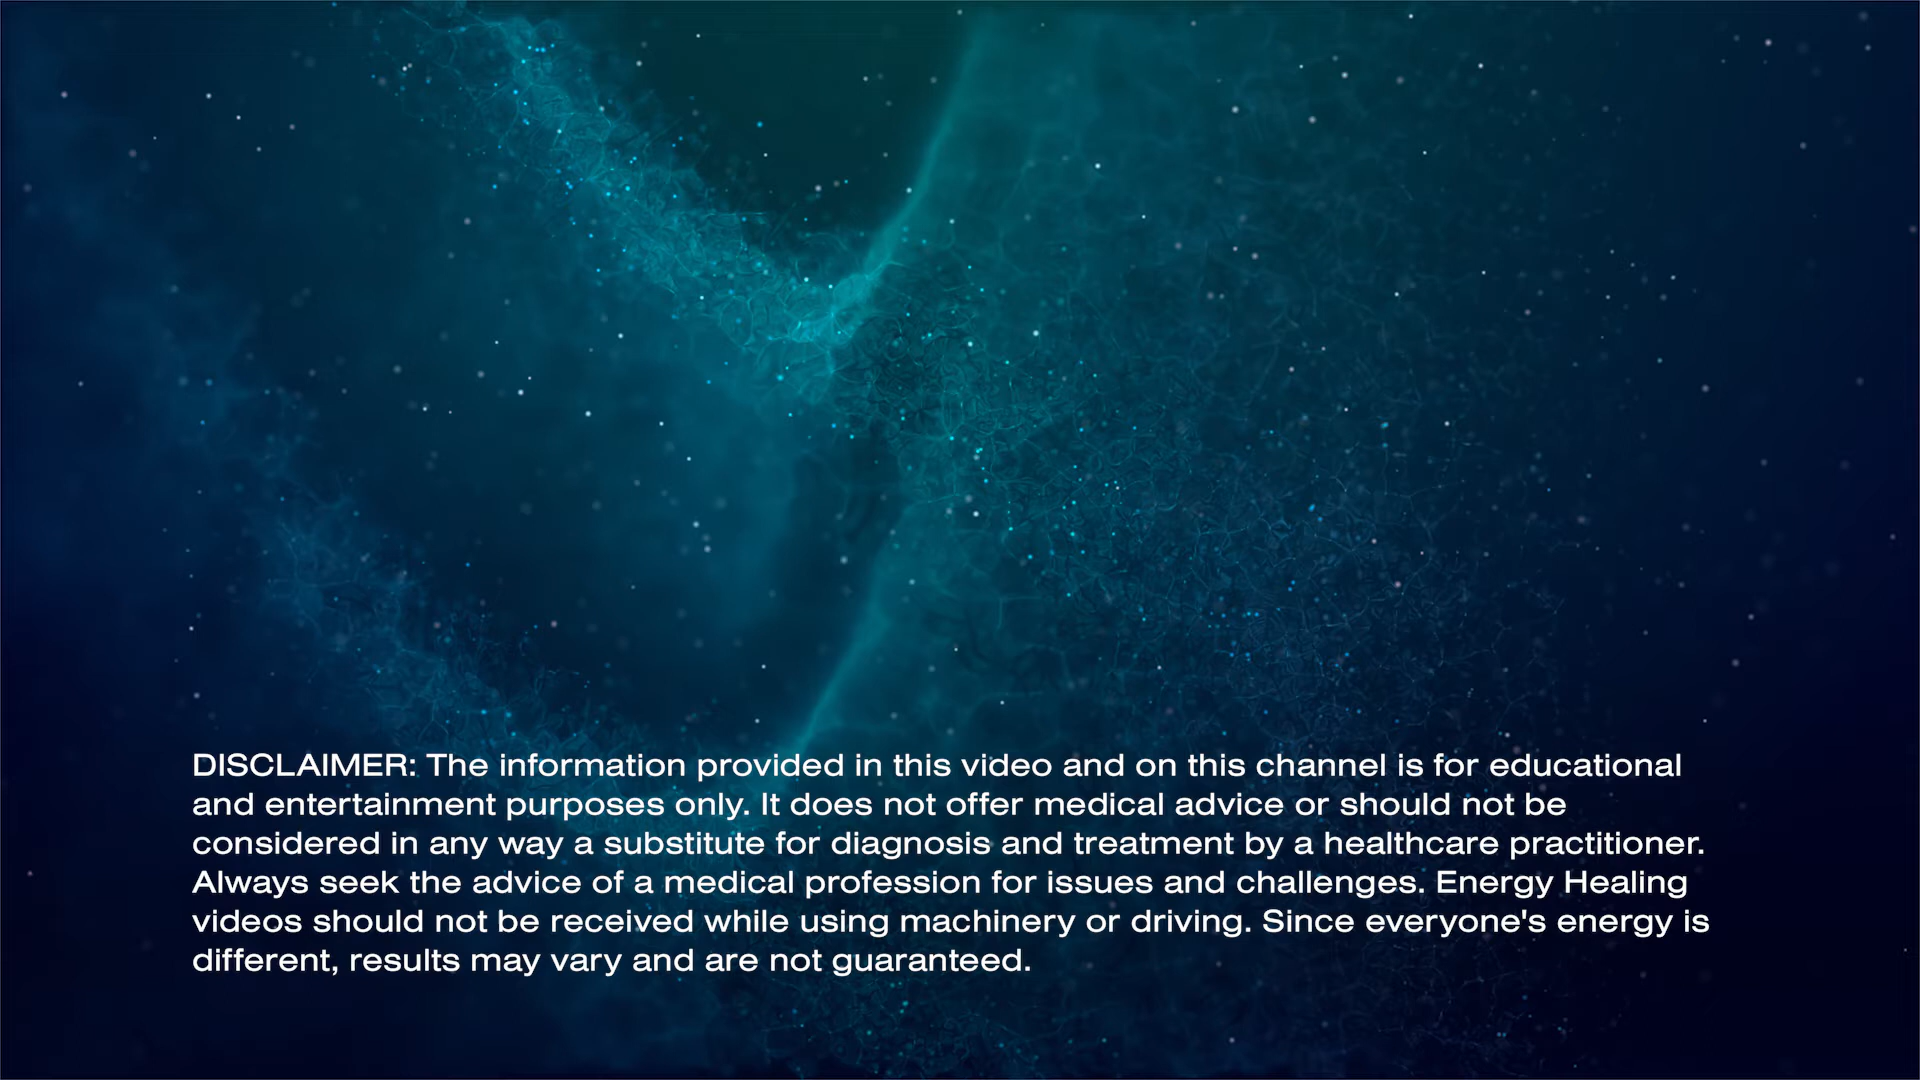 DISCLAIMER: The information provided in this video and on this channel is for educational
and entertainment purposes only. It does not offer medical advice or should not be
considered in any way a substitute for diagnosis and treatment by a healthcare practitioner.
Always seek the advice of a medical profession for issues and challenges. Energy Healing
videos should not be received while using machinery or driving. Since everyone's energy is
different, results may vary and are not guaranteed.